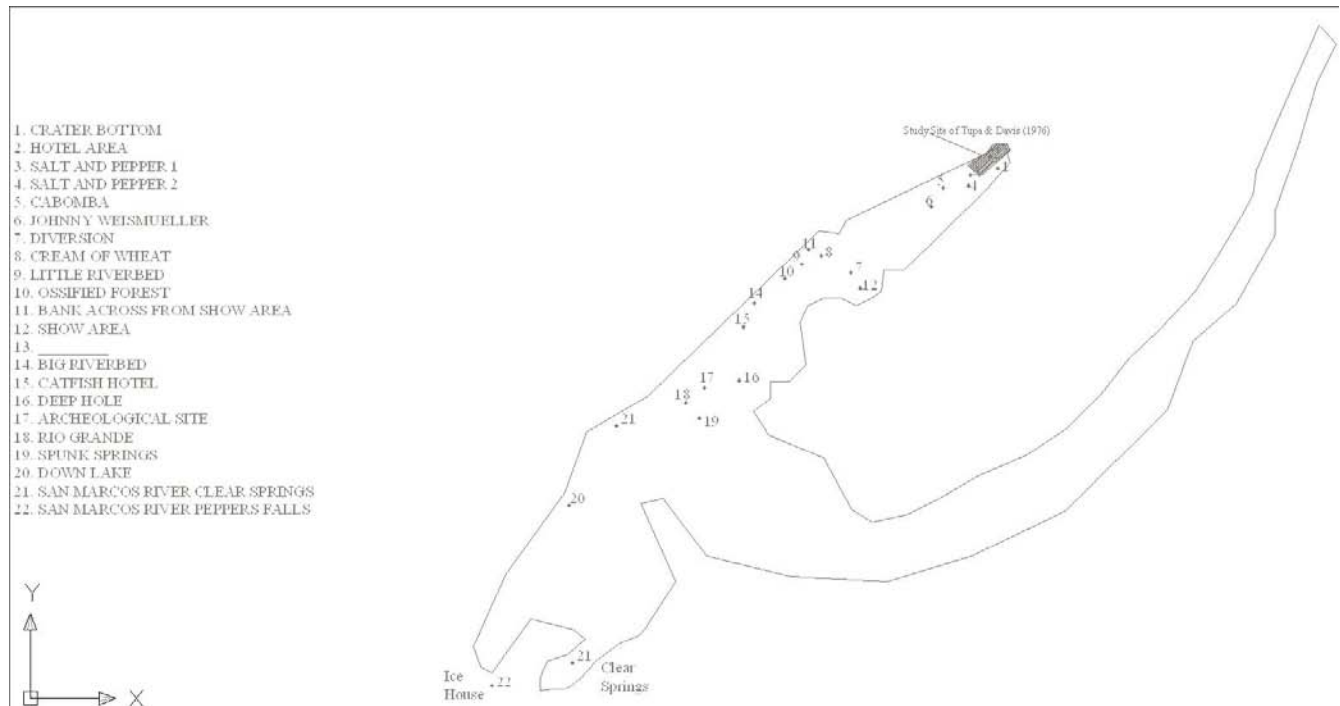 1. CRATER BOTTOM
2. HOTEL AREA
3. SALT AND PEPPER 1
4. SALT AND PEPPER 2
5. CABOMBA
6. JOHNNY WEISMUELLER
7. DIVERSION
8. CREAM OF WHEAT
9. LITTLE RIVERBED
10. OSSIFIED FOREST
11. BANK ACROSS FROM SHOW AREA
12. SHOW AREA
13. _________
14. BIG RIVERBED
15. CATFISH HOTEL
16. DEEP HOLE
17. ARCHEOLOGICAL SITE
18. RIO GRANDE
19. SPUNK SPRINGS
20. DOWN LAKE
21. SAN MARCOS RIVER CLEAR SPRINGS
22. SAN MARCOS RIVER PEPPERS FALLS
Study Site of Tupa & Davis (1976)
1
4
5
6
11
8
9
7
10
12
14
15
16
17
18
19
21
20
21
Clear
Springs
Ice
House
22
Y
X